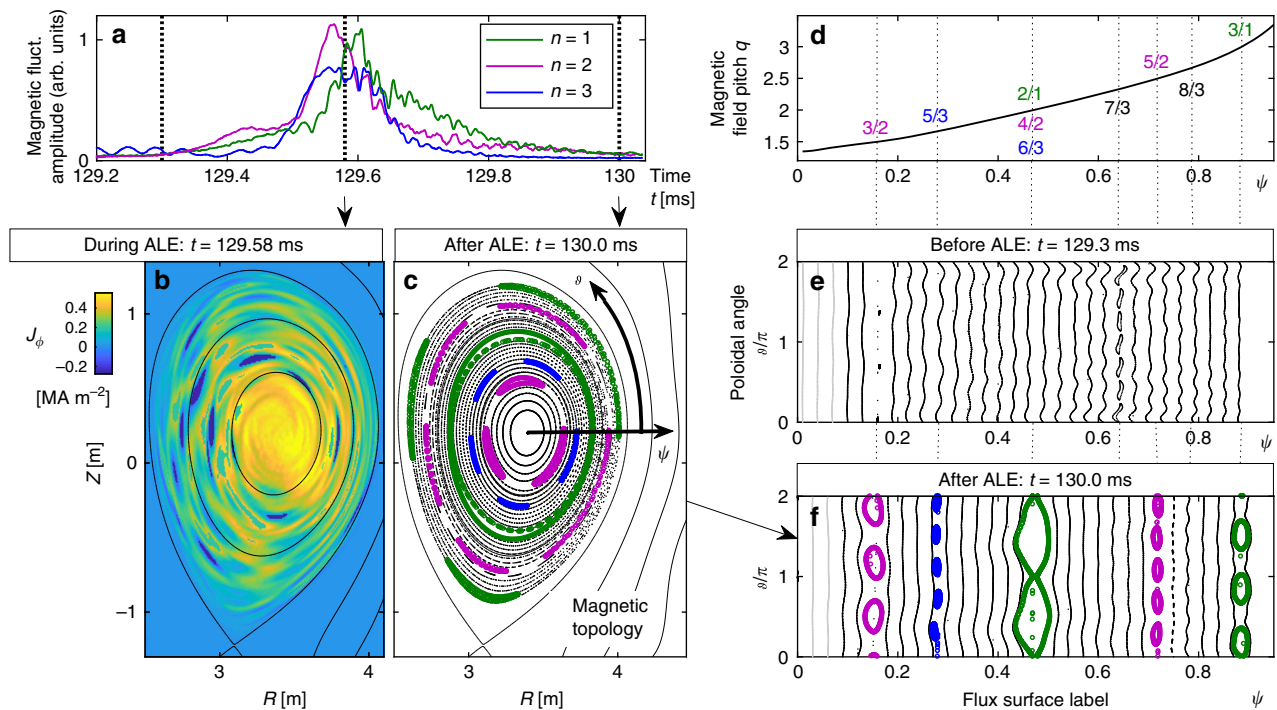 a
Magnetic fluct.
amplitude (arb. units)
1
0
n = 1
n = 2
n = 3
129.2
129.4
129.6
129.8
130
Time
t [ms]
d
Magnetic
field pitch q
3
2.5
2
1.5
3/2
5/3
2/1
4/2
6/3
7/3
5/2
8/3
3/1
0
0.2
0.4
0.6
0.8
ψ
During ALE: t = 129.58 ms
b
0.4
0.2
0
−0.2
Jϕ
[MA m−2]
Z [m]
1
0
−1
3
4
R [m]
After ALE: t = 130.0 ms
c
ϑ
ψ
Magnetic
topology
3
4
R [m]
Before ALE: t = 129.3 ms
e
Poloidal angle
ϑ/π
2
1
0
0
0.2
0.4
0.6
0.8
ψ
After ALE: t = 130.0 ms
f
ϑ/π
2
1
0
0
0.2
0.4
0.6
0.8
Flux surface label
ψ